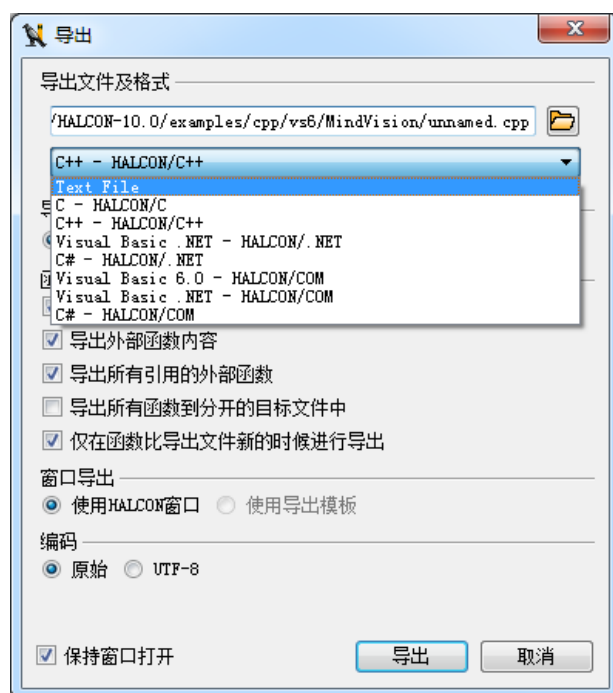 导出
导出文件及格式
/HALCON-10.0/examples/cpp/vs6/MindVision/unnamed.cpp
C++ - HALCON/C++
Text File
C - HALCON/C
C++ - HALCON/C++
Visual Basic .NET - HALCON/.NET
C# - HALCON/.NET
Visual Basic 6.0 - HALCON/COM
Visual Basic .NET - HALCON/COM
C# - HALCON/COM
导出外部函数内容
导出所有引用的外部函数
导出所有函数到分开的目标文件中
仅在函数比导出文件新的时候进行导出
窗口导出
使用HALCON窗口 使用导出模板
编码
原始 UTF-8
保持窗口打开 导出 取消